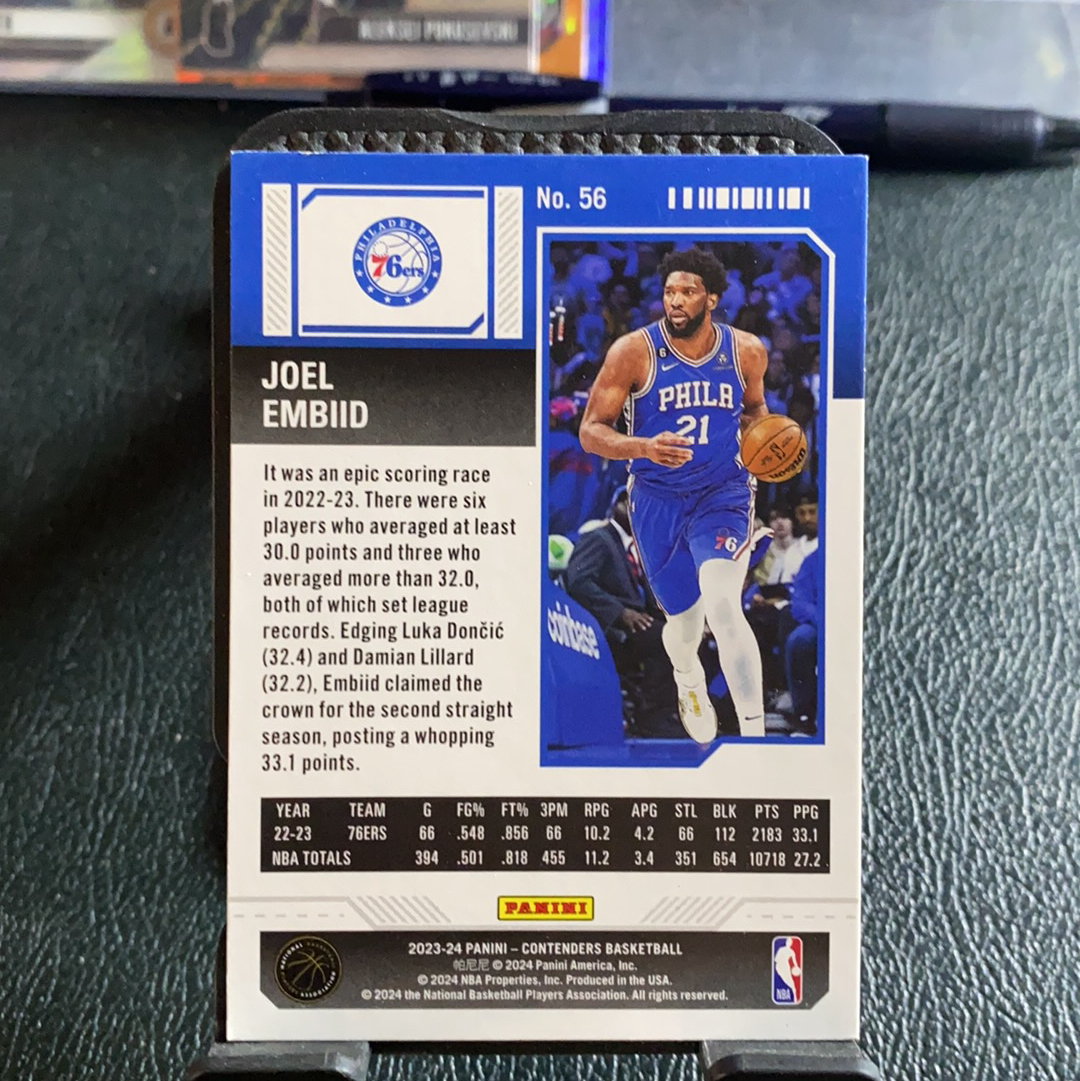 No. 56
PHILADELPHIA
76ers
JOEL
EMBIID
It was an epic scoring race
in 2022-23. There were six
players who averaged at least
30.0 points and three who
averaged more than 32.0,
both of which set league
records. Edging Luka Dončić
(32.4) and Damian Lillard
(32.2), Embiid claimed the
crown for the second straight
season, posting a whopping
33.1 points.
6
PHILA
21
76
coinbase
YEAR TEAM G FG% FT% 3PM RPG APG STL BLK PTS PPG
22-23 76ERS 66 .548 .856 66 10.2 4.2 66 112 2183 33.1
NBA TOTALS 394 .501 .818 455 11.2 3.4 351 654 10718 27.2
PANINI
2023-24 PANINI – CONTENDERS BASKETBALL
帕尼尼 © 2024 Panini America, Inc.
© 2024 NBA Properties, Inc. Produced in the USA.
© 2024 the National Basketball Players Association. All rights reserved.
NATIONAL BASKETBALL
ASSOCIATION
NBA